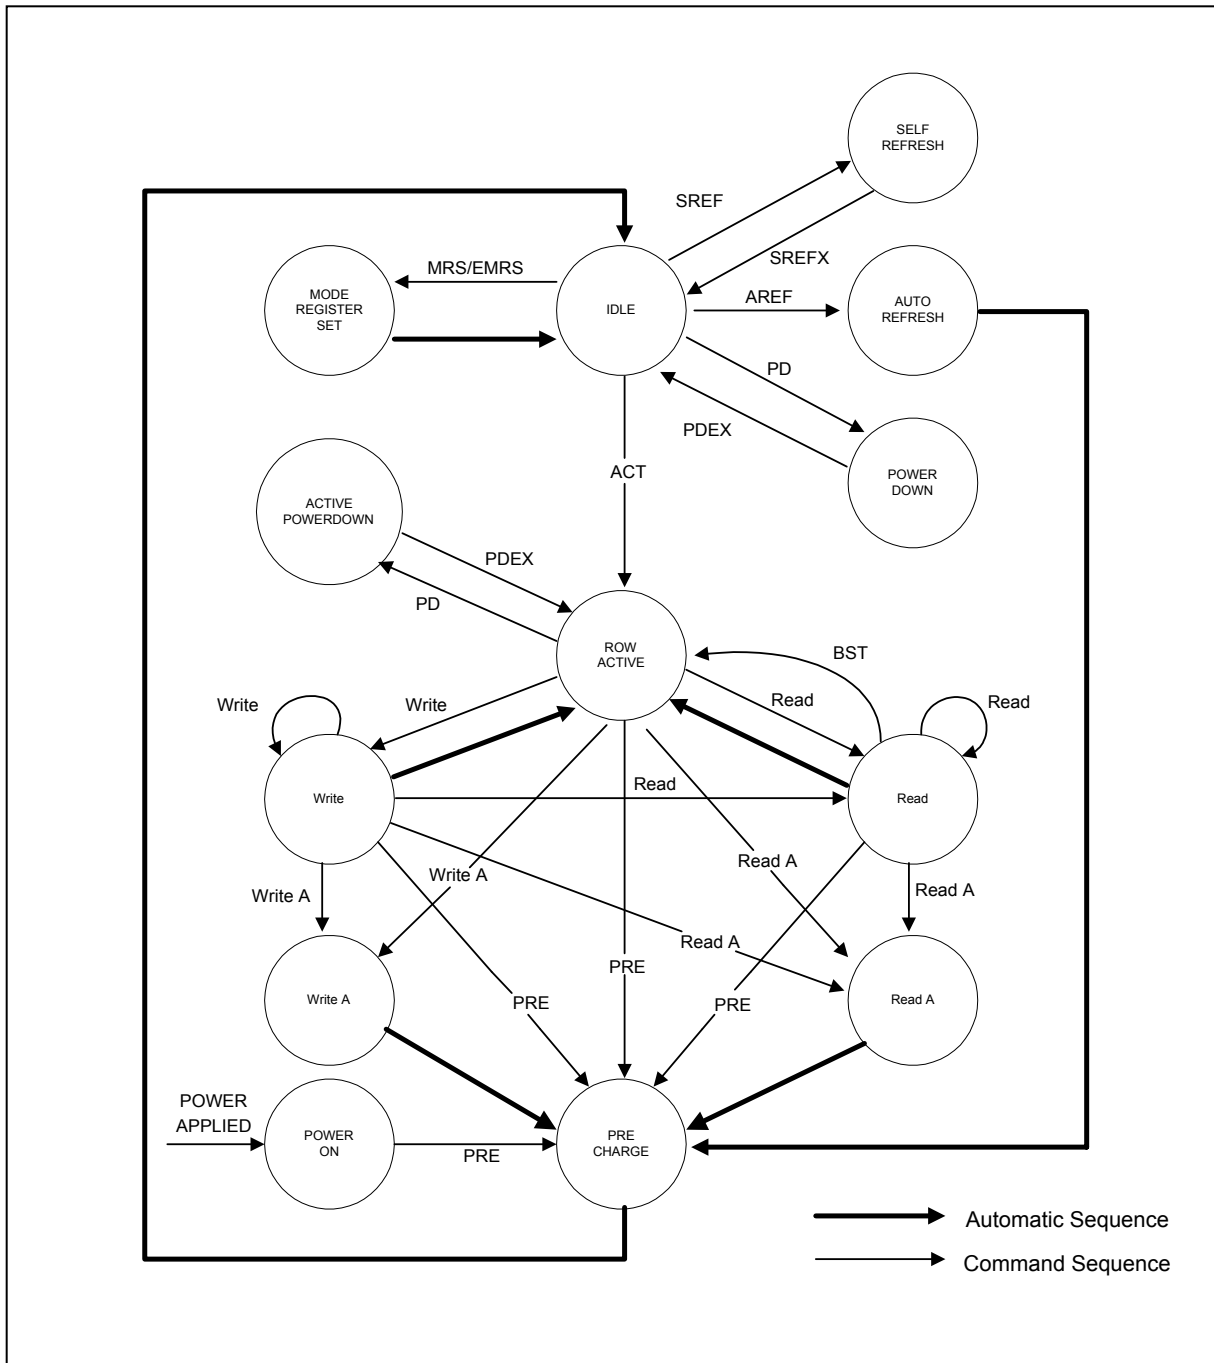 SELF
REFRESH
SREF
SREFX
MRS/EMRS
MODE
REGISTER
SET
IDLE
AREF
AUTO
REFRESH
PD
PDEX
POWER
DOWN
ACT
ACTIVE
POWERDOWN
PDEX
PD
ROW
ACTIVE
BST
Write
Write
Read
Read
Write
Read
Read
Write A
Write A
Read A
Read A
Read A
PRE
PRE
PRE
Write A
Read A
POWER
APPLIED
POWER
ON
PRE
PRE
CHARGE
Automatic Sequence
Command Sequence